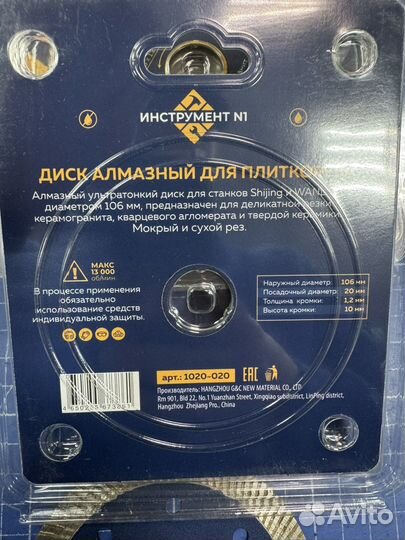 ИНСТРУМЕНТ N1
ДИСК АЛМАЗНЫЙ ДЛЯ
Алмазный ультратонкий диск для станков Shijing и
диаметром 106 мм, предназначен для деликатной резки
керамогранита, кварцевого агломерата и твердой керамики.
Мокрый и сухой рез.
МАКС
13 000
об/мин
В процессе применения
обязательно
использование средств
индивидуальной защиты.
Наружный диаметр: 106 мм
Посадочный диаметр: 20 мм
Толщина кромки: 1,2 мм
Высота кромки: 10 мм
EAC
арт.: 1020-020
Производитель: HANGZHOU G&C NEW MATERIAL CO., LTD
Rm 901, Bld 22, No.1 Yuanzhan Street, Xingqiao subdistrict, LinPing district,
Hangzhou Zhejiang Pro., China
Avito